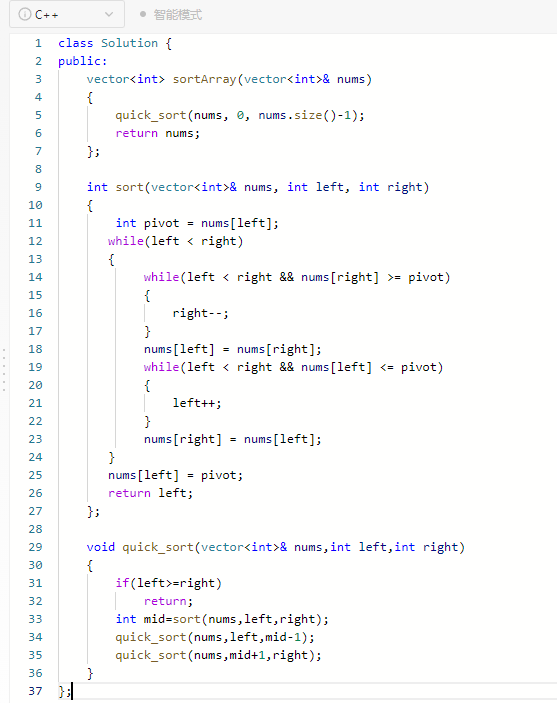 C++ 智能模式
1 class Solution {
2 public:
3     vector<int> sortArray(vector<int>& nums)
4     {
5         quick_sort(nums, 0, nums.size()-1);
6         return nums;
7     };
8
9     int sort(vector<int>& nums, int left, int right)
10     {
11         int pivot = nums[left];
12        while(left < right)
13        {
14             while(left < right && nums[right] >= pivot)
15             {
16                 right--;
17             }
18             nums[left] = nums[right];
19             while(left < right && nums[left] <= pivot)
20             {
21                 left++;
22             }
23             nums[right] = nums[left];
24        }
25        nums[left] = pivot;
26        return left;
27     };
28
29     void quick_sort(vector<int>& nums,int left,int right)
30     {
31         if(left>=right)
32             return;
33         int mid=sort(nums,left,right);
34         quick_sort(nums,left,mid-1);
35         quick_sort(nums,mid+1,right);
36     }
37 };